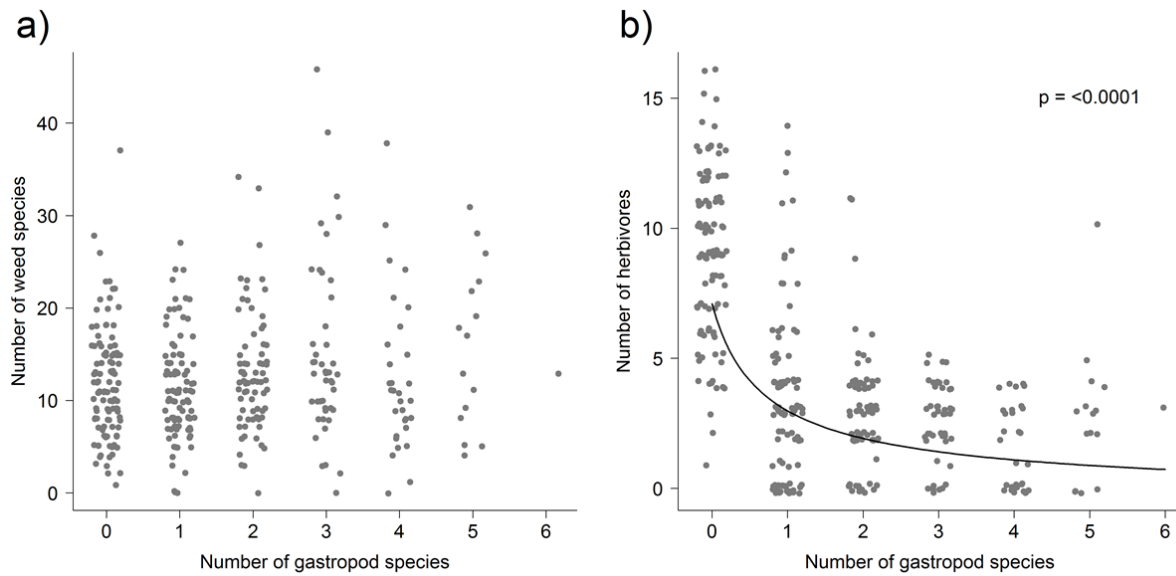 a)
Number of weed species
40
30
20
10
0
0 1 2 3 4 5 6
Number of gastropod species
b)
Number of herbivores
15
10
5
0
p = <0.0001
0 1 2 3 4 5 6
Number of gastropod species